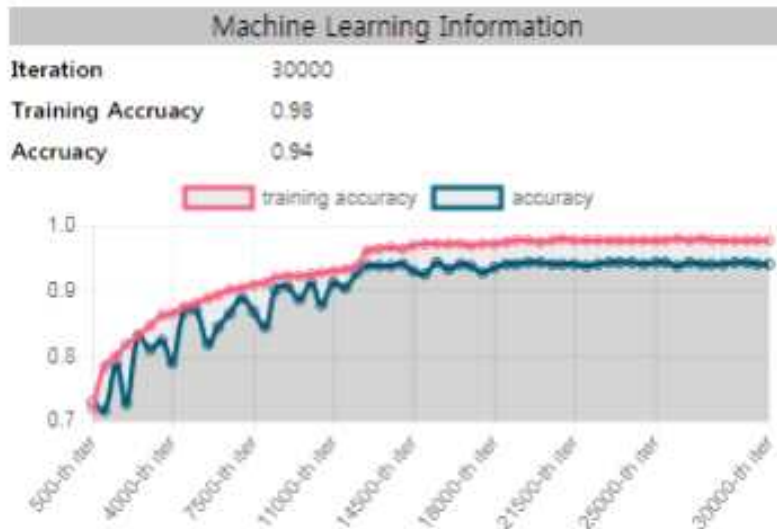 Machine Learning Information
Iteration 30000
Training Accruacy 0.98
Accruacy 0.94
training accuracy accuracy
1.0
0.9
0.8
0.7
500-th iter 4000-th iter 7500-th iter 11000-th iter 14500-th iter 18000-th iter 21500-th iter 25000-th iter 30000-th iter